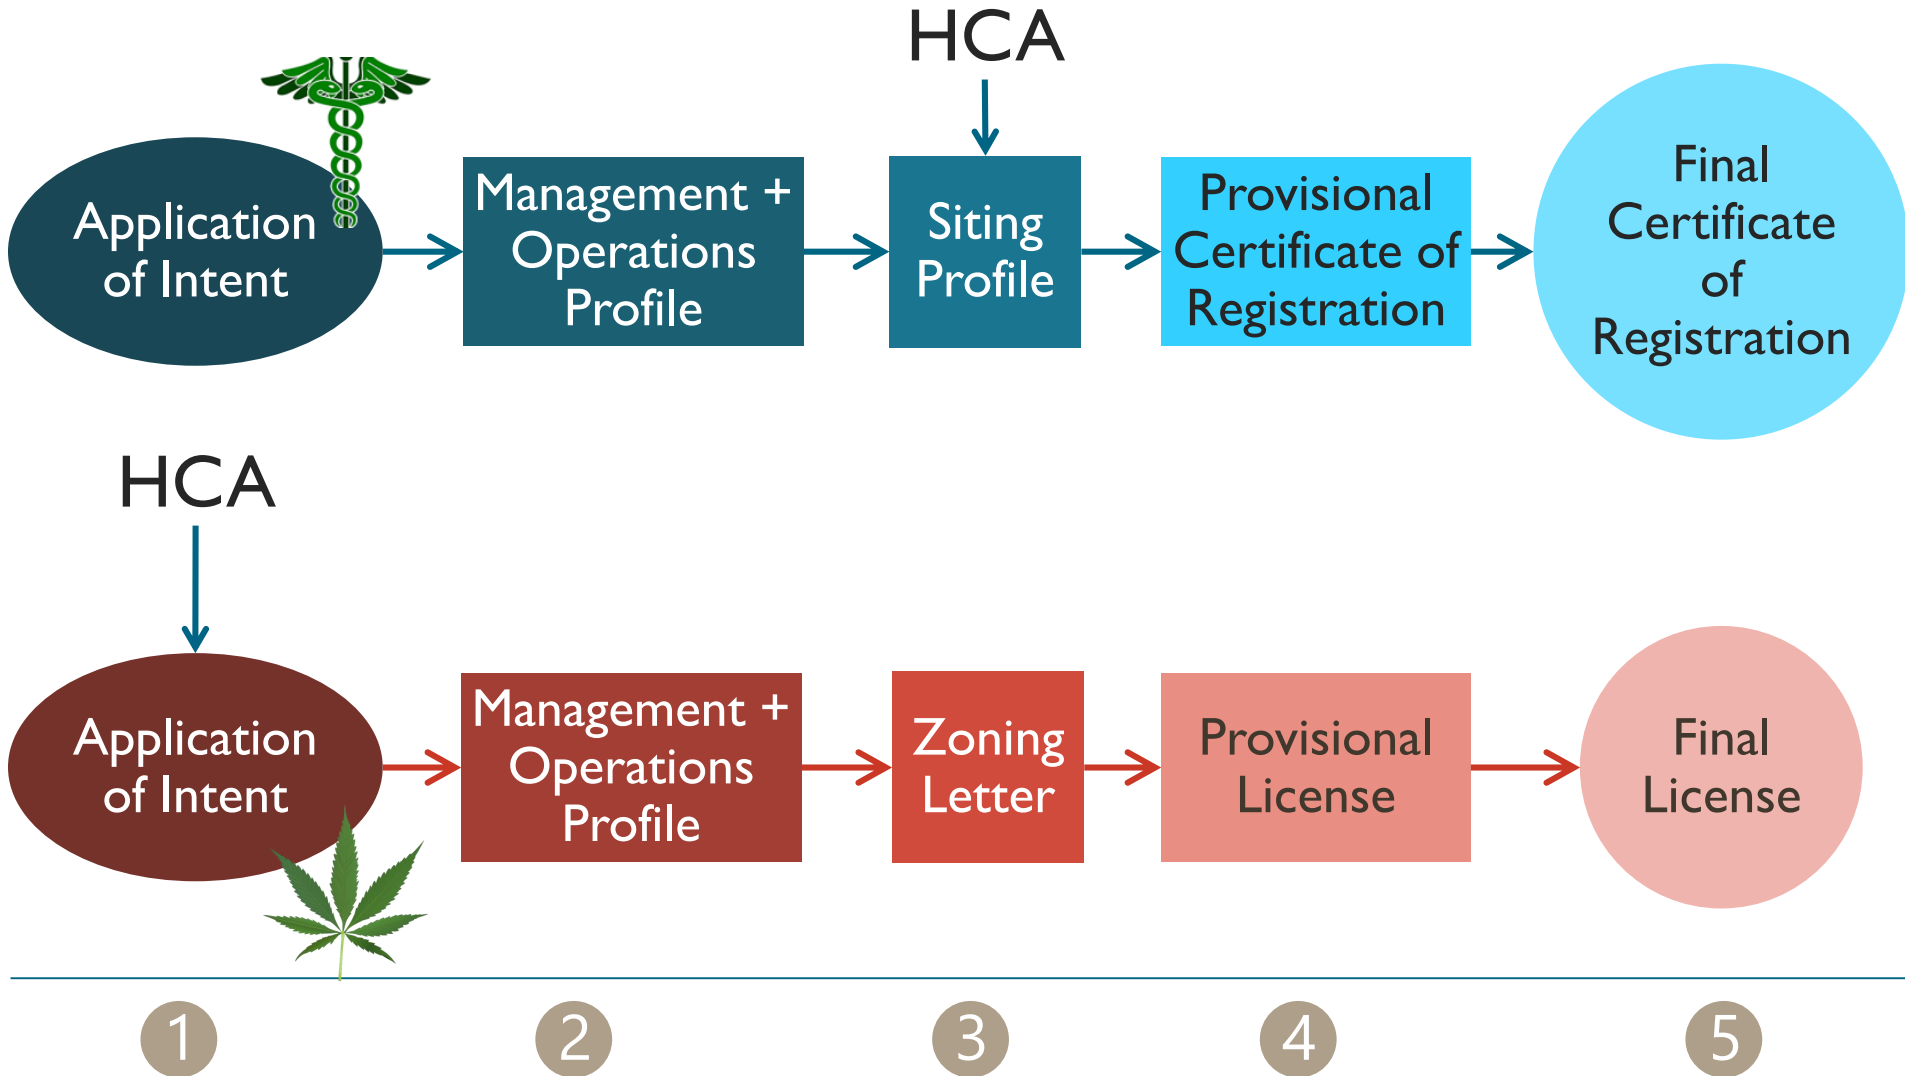 HCA
Application
of Intent
Management +
Operations
Profile
Siting
Profile
Provisional
Certificate of
Registration
Final
Certificate
of
Registration
HCA
Application
of Intent
Management +
Operations
Profile
Zoning
Letter
Provisional
License
Final
License
1
2
3
4
5